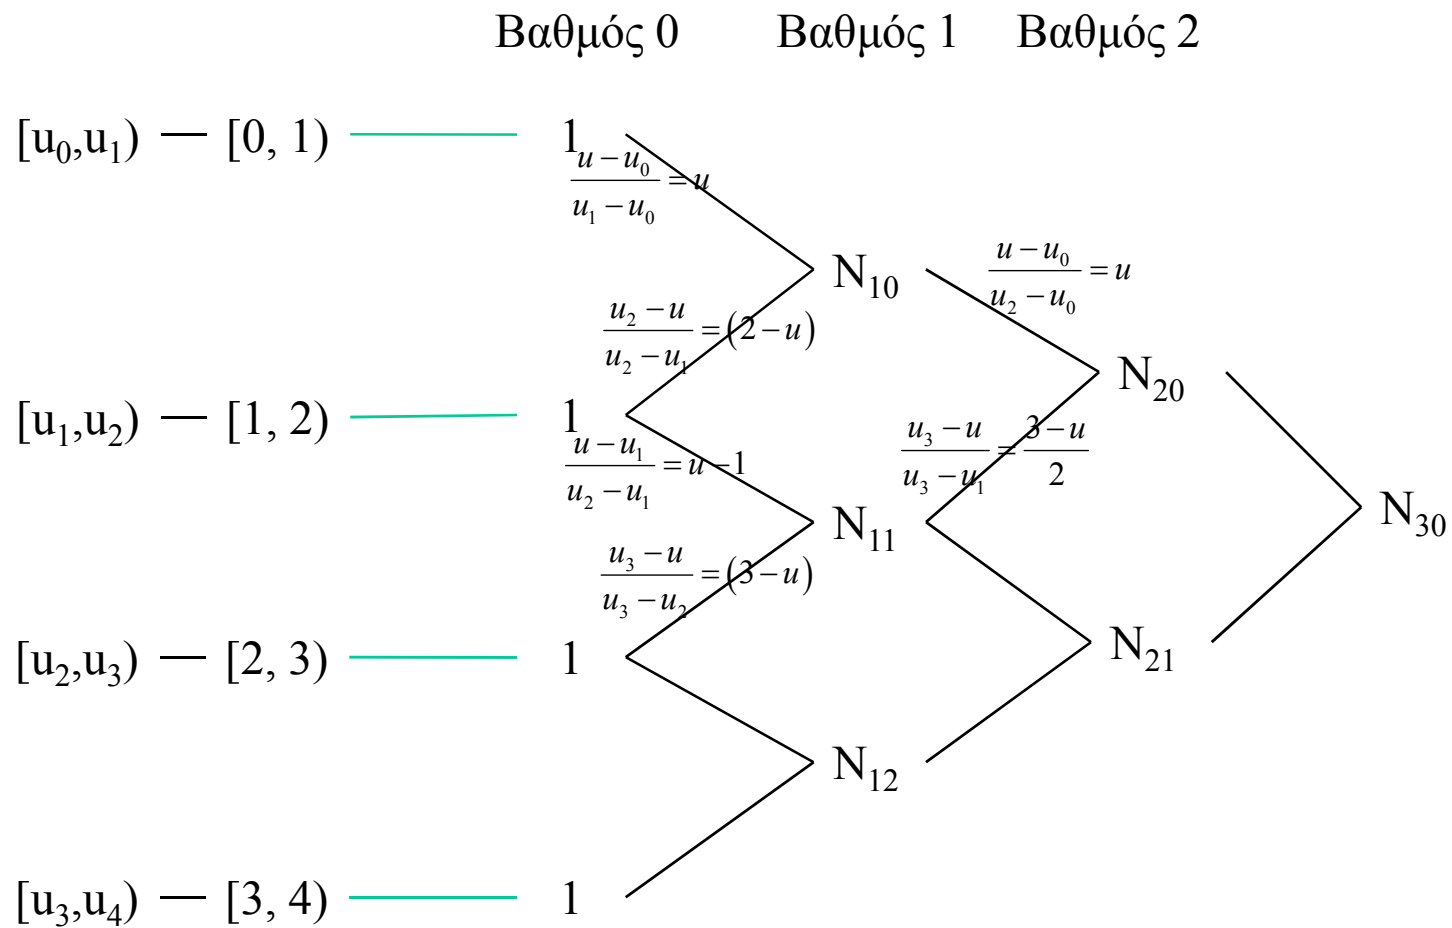 Βαθμός 0 Βαθμός 1 Βαθμός 2
[u₀,u₁) — [0, 1) 1
(u − u₀)/(u₁ − u₀) = u
N₁₀
(u − u₀)/(u₂ − u₀) = u
(u₂ − u)/(u₂ − u₁) = (2 − u)
N₂₀
[u₁,u₂) — [1, 2) 1
(u − u₁)/(u₂ − u₁) = u − 1
(u₃ − u)/(u₃ − u₁) = (3 − u)/2
N₁₁
N₃₀
(u₃ − u)/(u₃ − u₂) = (3 − u)
[u₂,u₃) — [2, 3) 1
N₂₁
N₁₂
[u₃,u₄) — [3, 4) 1